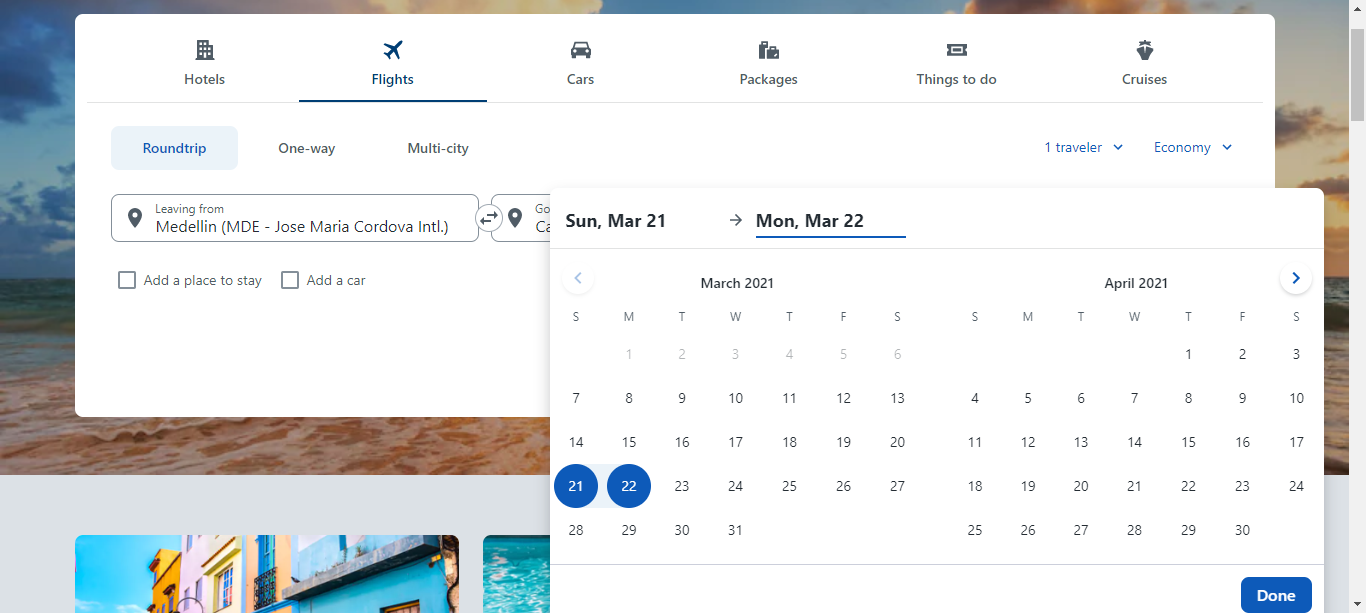 Hotels
Flights
Cars
Packages
Things to do
Cruises
Roundtrip
One-way
Multi-city
1 traveler
Economy
Leaving from
Medellin (MDE - Jose Maria Cordova Intl.)
Go
Ca
Add a place to stay
Add a car
Sun, Mar 21
Mon, Mar 22
March 2021
S M T W T F S
1 2 3 4 5 6
7 8 9 10 11 12 13
14 15 16 17 18 19 20
21 22 23 24 25 26 27
28 29 30 31
April 2021
S M T W T F S
1 2 3
4 5 6 7 8 9 10
11 12 13 14 15 16 17
18 19 20 21 22 23 24
25 26 27 28 29 30
Done